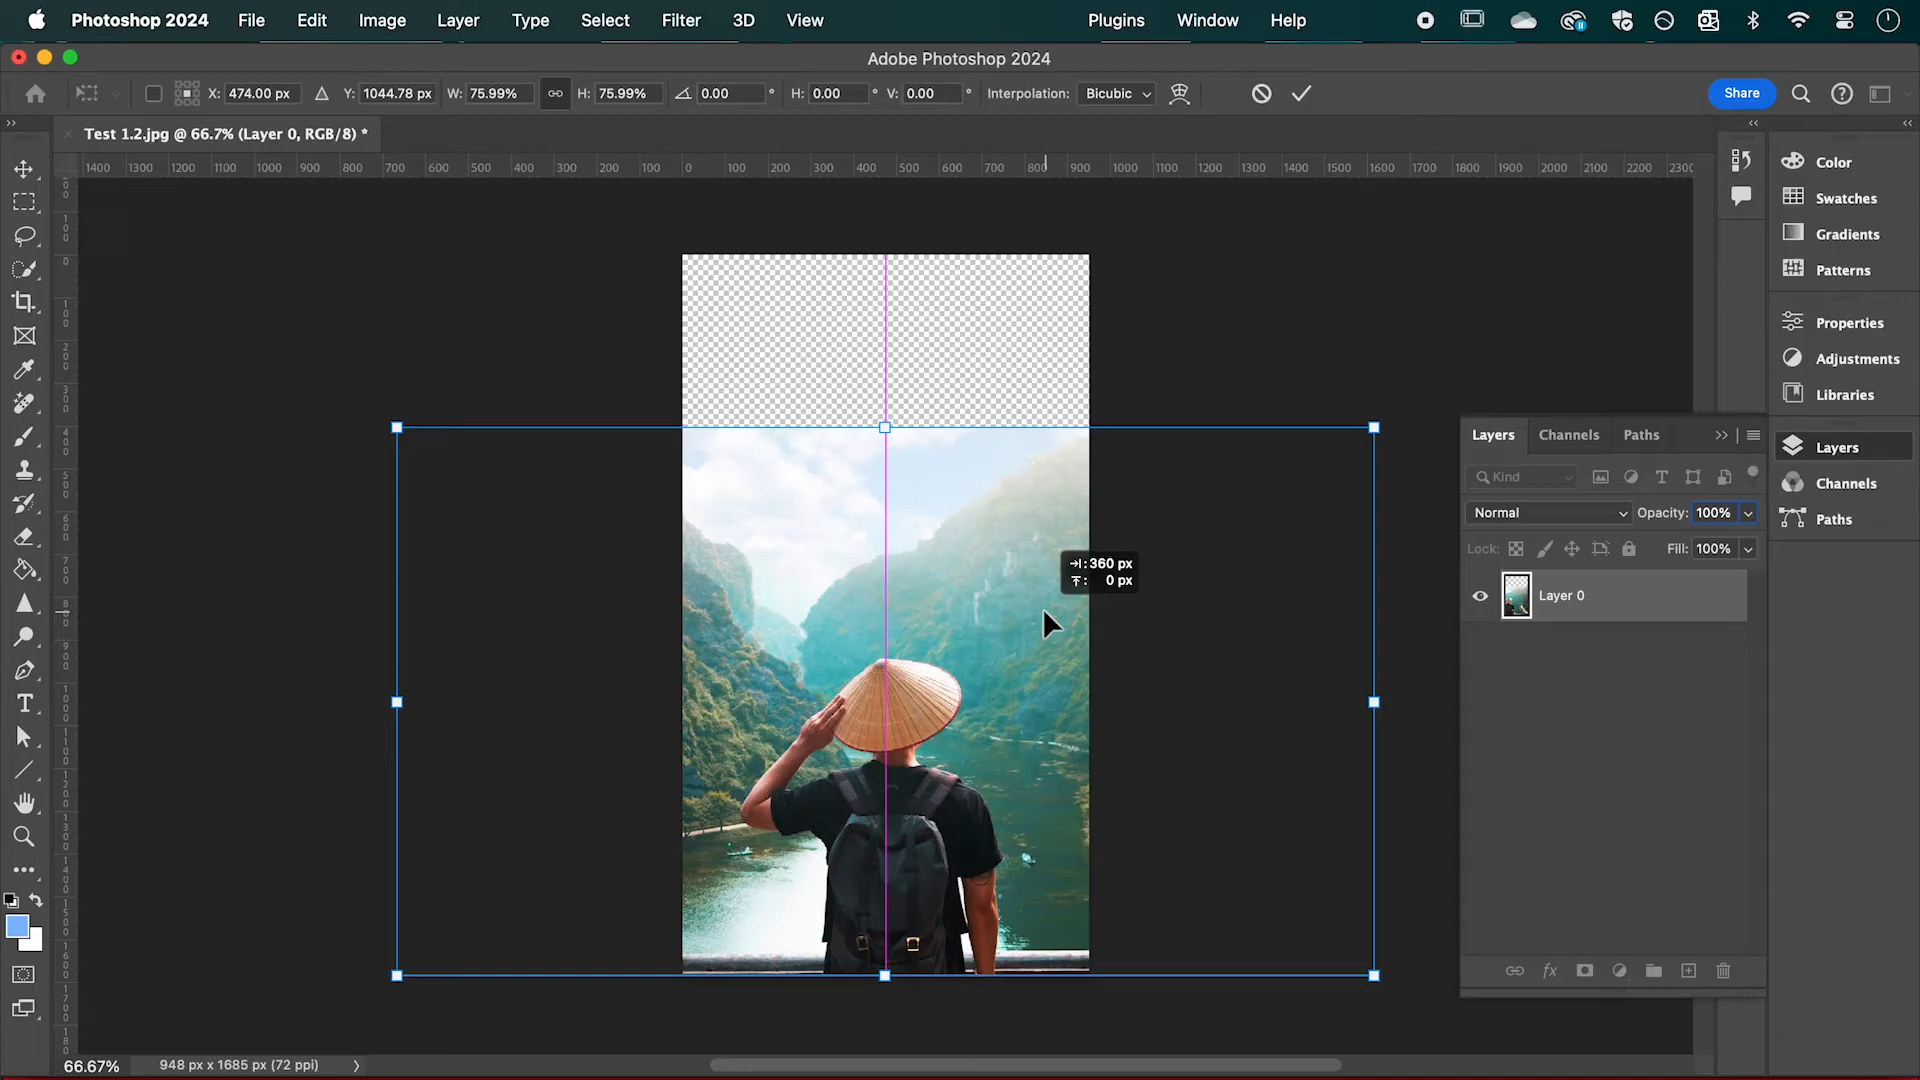 Photoshop 2024 File Edit Image Layer Type Select Filter 3D View Plugins Window Help
Adobe Photoshop 2024
X: 474.00 px Y: 1044.78 px W: 75.99% H: 75.99% 0.00 ° H: 0.00 ° V: 0.00 ° Interpolation: Bicubic Share
Test 1.2.jpg @ 66.7% (Layer 0, RGB/8) *
1400 1300 1200 1100 1000 900 800 700 600 500 400 300 200 100 0 100 200 300 400 500 600 700 800 900 1000 1100 1200 1300 1400 1500 1600 1700 1800 1900 2000 2100 2200 2300
Color
Swatches
Gradients
Patterns
Properties
Adjustments
Libraries
Layers
Channels
Paths
Layers Channels Paths
Kind
Normal Opacity: 100%
Lock: Fill: 100%
Layer 0
fx
:360 px
: 0 px
66.67% 948 px x 1685 px (72 ppi)